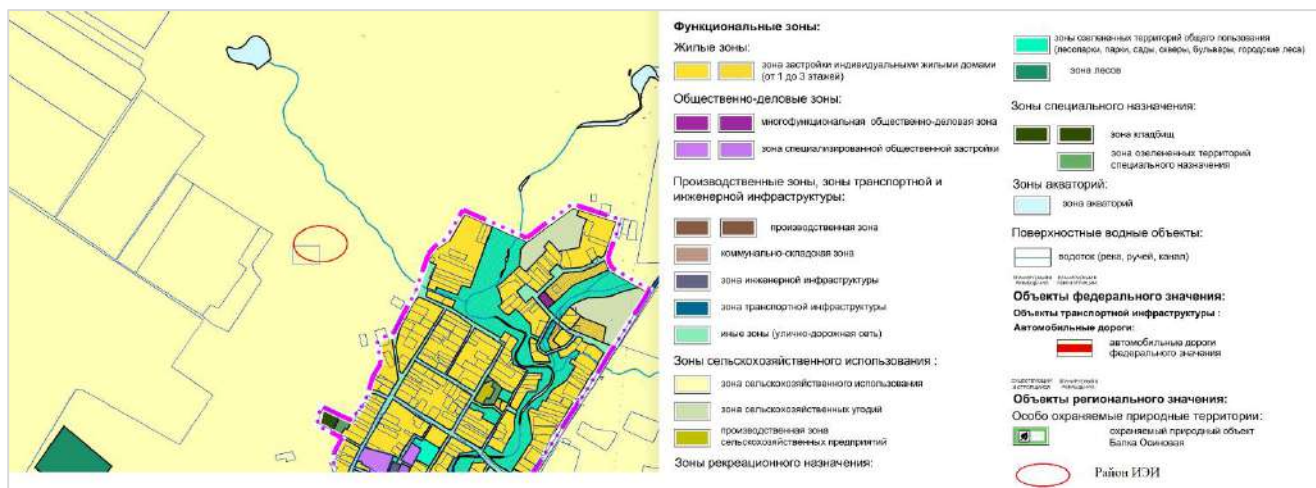 Функциональные зоны:
Жилые зоны:
зона застройки индивидуальными жилыми домами
(от 1 до 3 этажей)
Общественно-деловые зоны:
многофункциональная общественно-деловая зона
зона специализированной общественной застройки
Производственные зоны, зоны транспортной и
инженерной инфраструктуры:
производственная зона
коммунально-складская зона
зона инженерной инфраструктуры
зона транспортной инфраструктуры
иные зоны (улично-дорожная сеть)
Зоны сельскохозяйственного использования :
зона сельскохозяйственного использования
зона сельскохозяйственных угодий
производственная зона
сельскохозяйственных предприятий
Зоны рекреационного назначения:
зоны озелененных территорий общего пользования
(лесопарки, парки, сады, скверы, бульвары, городские леса)
зона лесов
Зоны специального назначения:
зона кладбищ
зона озелененных территорий
специального назначения
Зоны акваторий:
зона акваторий
Поверхностные водные объекты:
водоток (река, ручей, канал)
Объекты федерального значения:
Объекты транспортной инфраструктуры :
Автомобильные дороги:
автомобильные дороги
федерального значения
Объекты регионального значения:
Особо охраняемые природные территории:
охраняемый природный объект
Балка Осиновая
Район ИЭИ